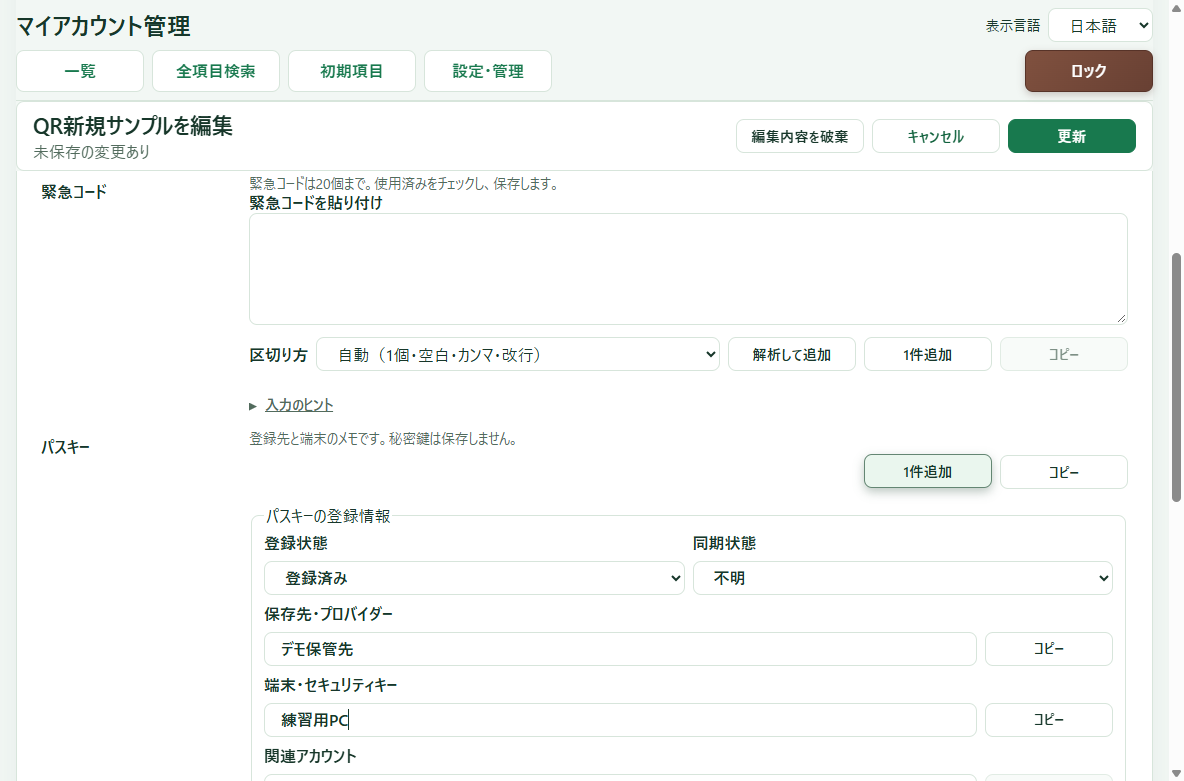 マイアカウント管理
表示言語 日本語
一覧 全項目検索 初期項目 設定・管理 ロック
QR新規サンプルを編集
未保存の変更あり
編集内容を破棄 キャンセル 更新
緊急コード
緊急コードは20個まで。使用済みをチェックし、保存します。
緊急コードを貼り付け
区切り方 自動（1個・空白・カンマ・改行） 解析して追加 1件追加 コピー
▶ 入力のヒント
パスキー
登録先と端末のメモです。秘密鍵は保存しません。
1件追加 コピー
パスキーの登録情報
登録状態 同期状態
登録済み 不明
保存先・プロバイダー
デモ保管先 コピー
端末・セキュリティキー
練習用PC コピー
関連アカウント